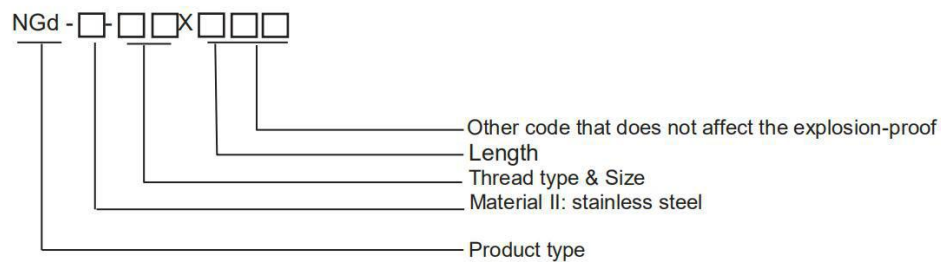 NGd - □ - □□X□□□
Other code that does not affect the explosion-proof
Length
Thread type & Size
Material II: stainless steel
Product type